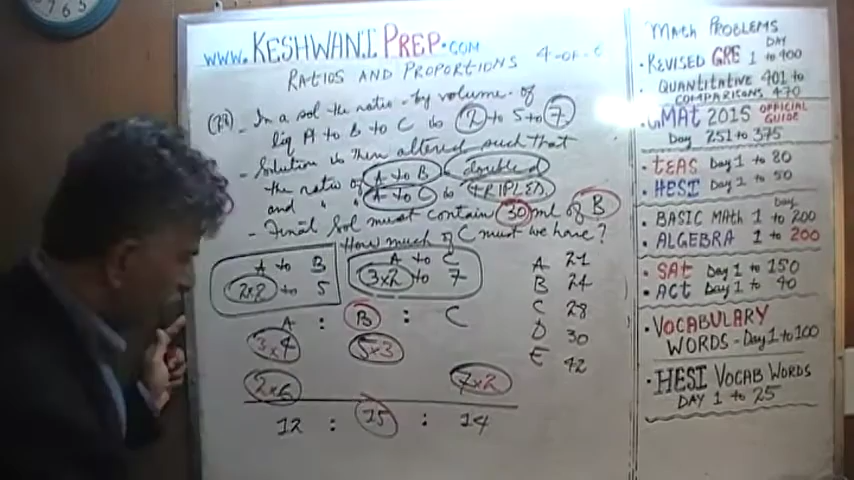 www.KESHWANIPREP.COM
RATIOS AND PROPORTIONS 4-OF-6
- In a sol the ratio by volume of
liq A to B to C is 2 to 5 to 7
- Solution is then altered such that
the ratio of A to B is doubled
and " " A to C is TRIPLED
- Final Sol must contain 30 ml of B
How much of C must we have?
A to B
2x2 to 5
A to C
3x2 to 7
A : B : C
3x4 5x3
2x6 7x2
12 : 15 : 14
A 21
B 24
C 28
D 30
E 42
MATH PROBLEMS
DAY
• REVISED GRE 1 to 400
QUANTITATIVE 401 to
COMPARISONS 470
• GMAT 2015 OFFICIAL
GUIDE
Day 251 to 375
• TEAS Day 1 to 80
• HESI Day 1 to 50
Day
• BASIC MATH 1 to 200
• ALGEBRA 1 to 200
• SAT Day 1 to 150
• ACT Day 1 to 40
• VOCABULARY
WORDS - Day 1 to 100
• HESI VOCAB WORDS
DAY 1 to 25